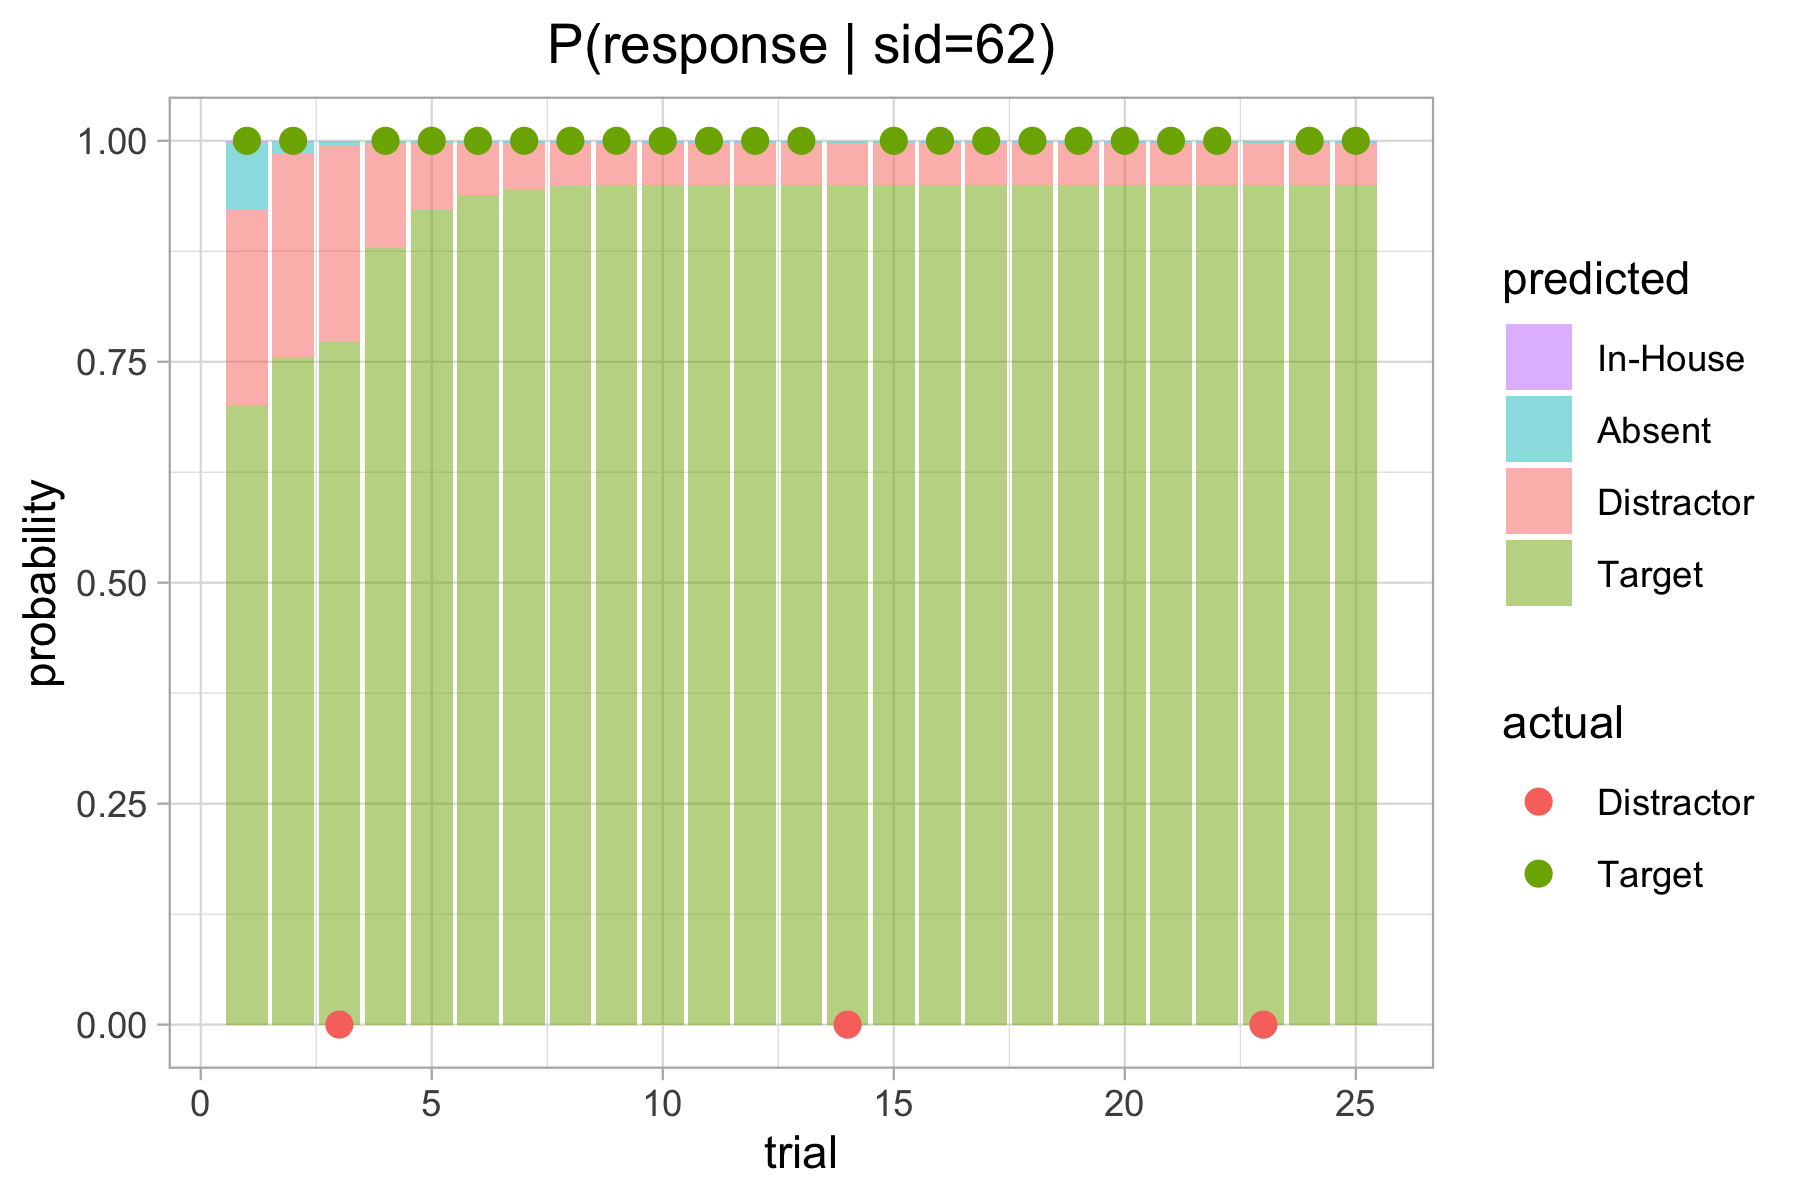 P(response | sid=62)
1.00
0.75
0.50
0.25
0.00
probability
0 5 10 15 20 25
trial
predicted
In-House
Absent
Distractor
Target
actual
Distractor
Target